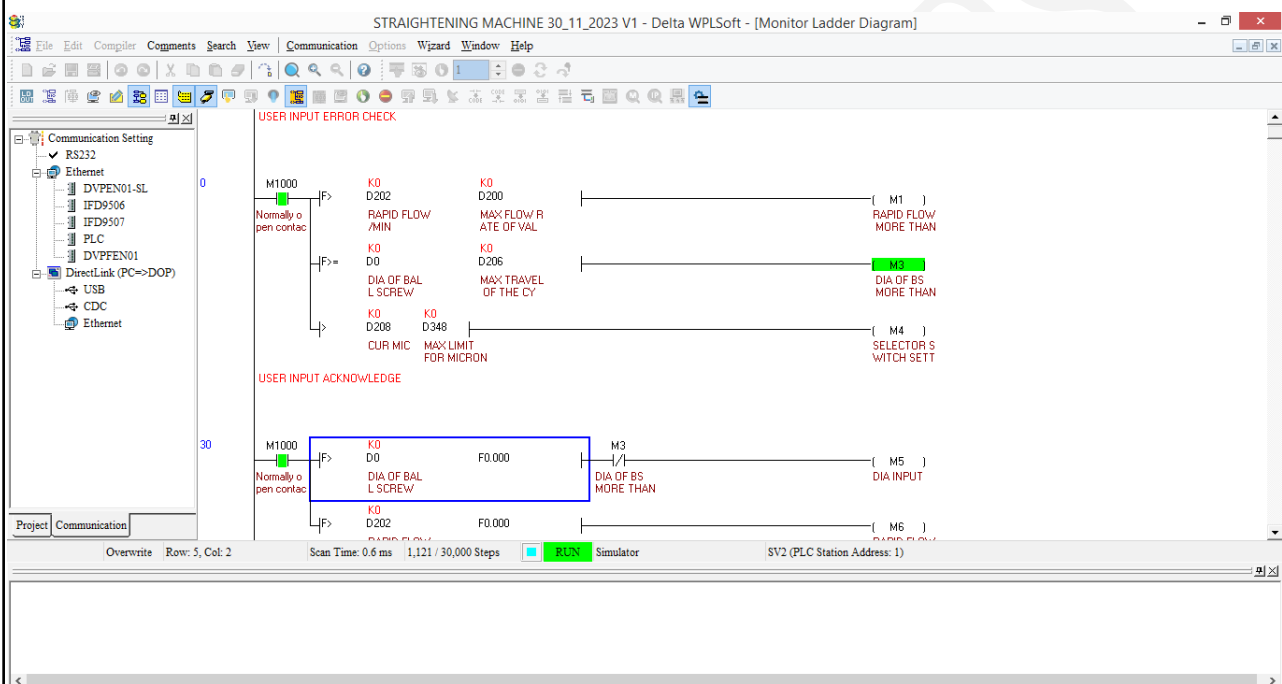 STRAIGHTENING MACHINE 30_11_2023 V1 - Delta WPLSoft - [Monitor Ladder Diagram]
File Edit Compiler Comments Search View Communication Options Wizard Window Help
1
Communication Setting
RS232
Ethernet
DVPEN01-SL
IFD9506
IFD9507
PLC
DVPFEN01
DirectLink (PC=>DOP)
USB
CDC
Ethernet
Project Communication
USER INPUT ERROR CHECK
0
M1000 K0 K0
F> D202 D200 ( M1 )
Normally o RAPID FLOW MAX FLOW R RAPID FLOW
pen contac /MIN ATE OF VAL MORE THAN
K0 K0
F>= D0 D206 ( M3 )
DIA OF BAL MAX TRAVEL DIA OF BS
L SCREW OF THE CY MORE THAN
K0 K0
> D208 D348 ( M4 )
CUR MIC MAX LIMIT SELECTOR S
FOR MICRON WITCH SETT
USER INPUT ACKNOWLEDGE
30
M1000 K0 M3
F> D0 F0.000 ( M5 )
Normally o DIA OF BAL DIA OF BS DIA INPUT
pen contac L SCREW MORE THAN
K0
F> D202 F0.000 ( M6 )
RAPID FLOW RAPID FLOW
Overwrite Row: 5, Col: 2 Scan Time: 0.6 ms 1,121 / 30,000 Steps RUN Simulator SV2 (PLC Station Address: 1)